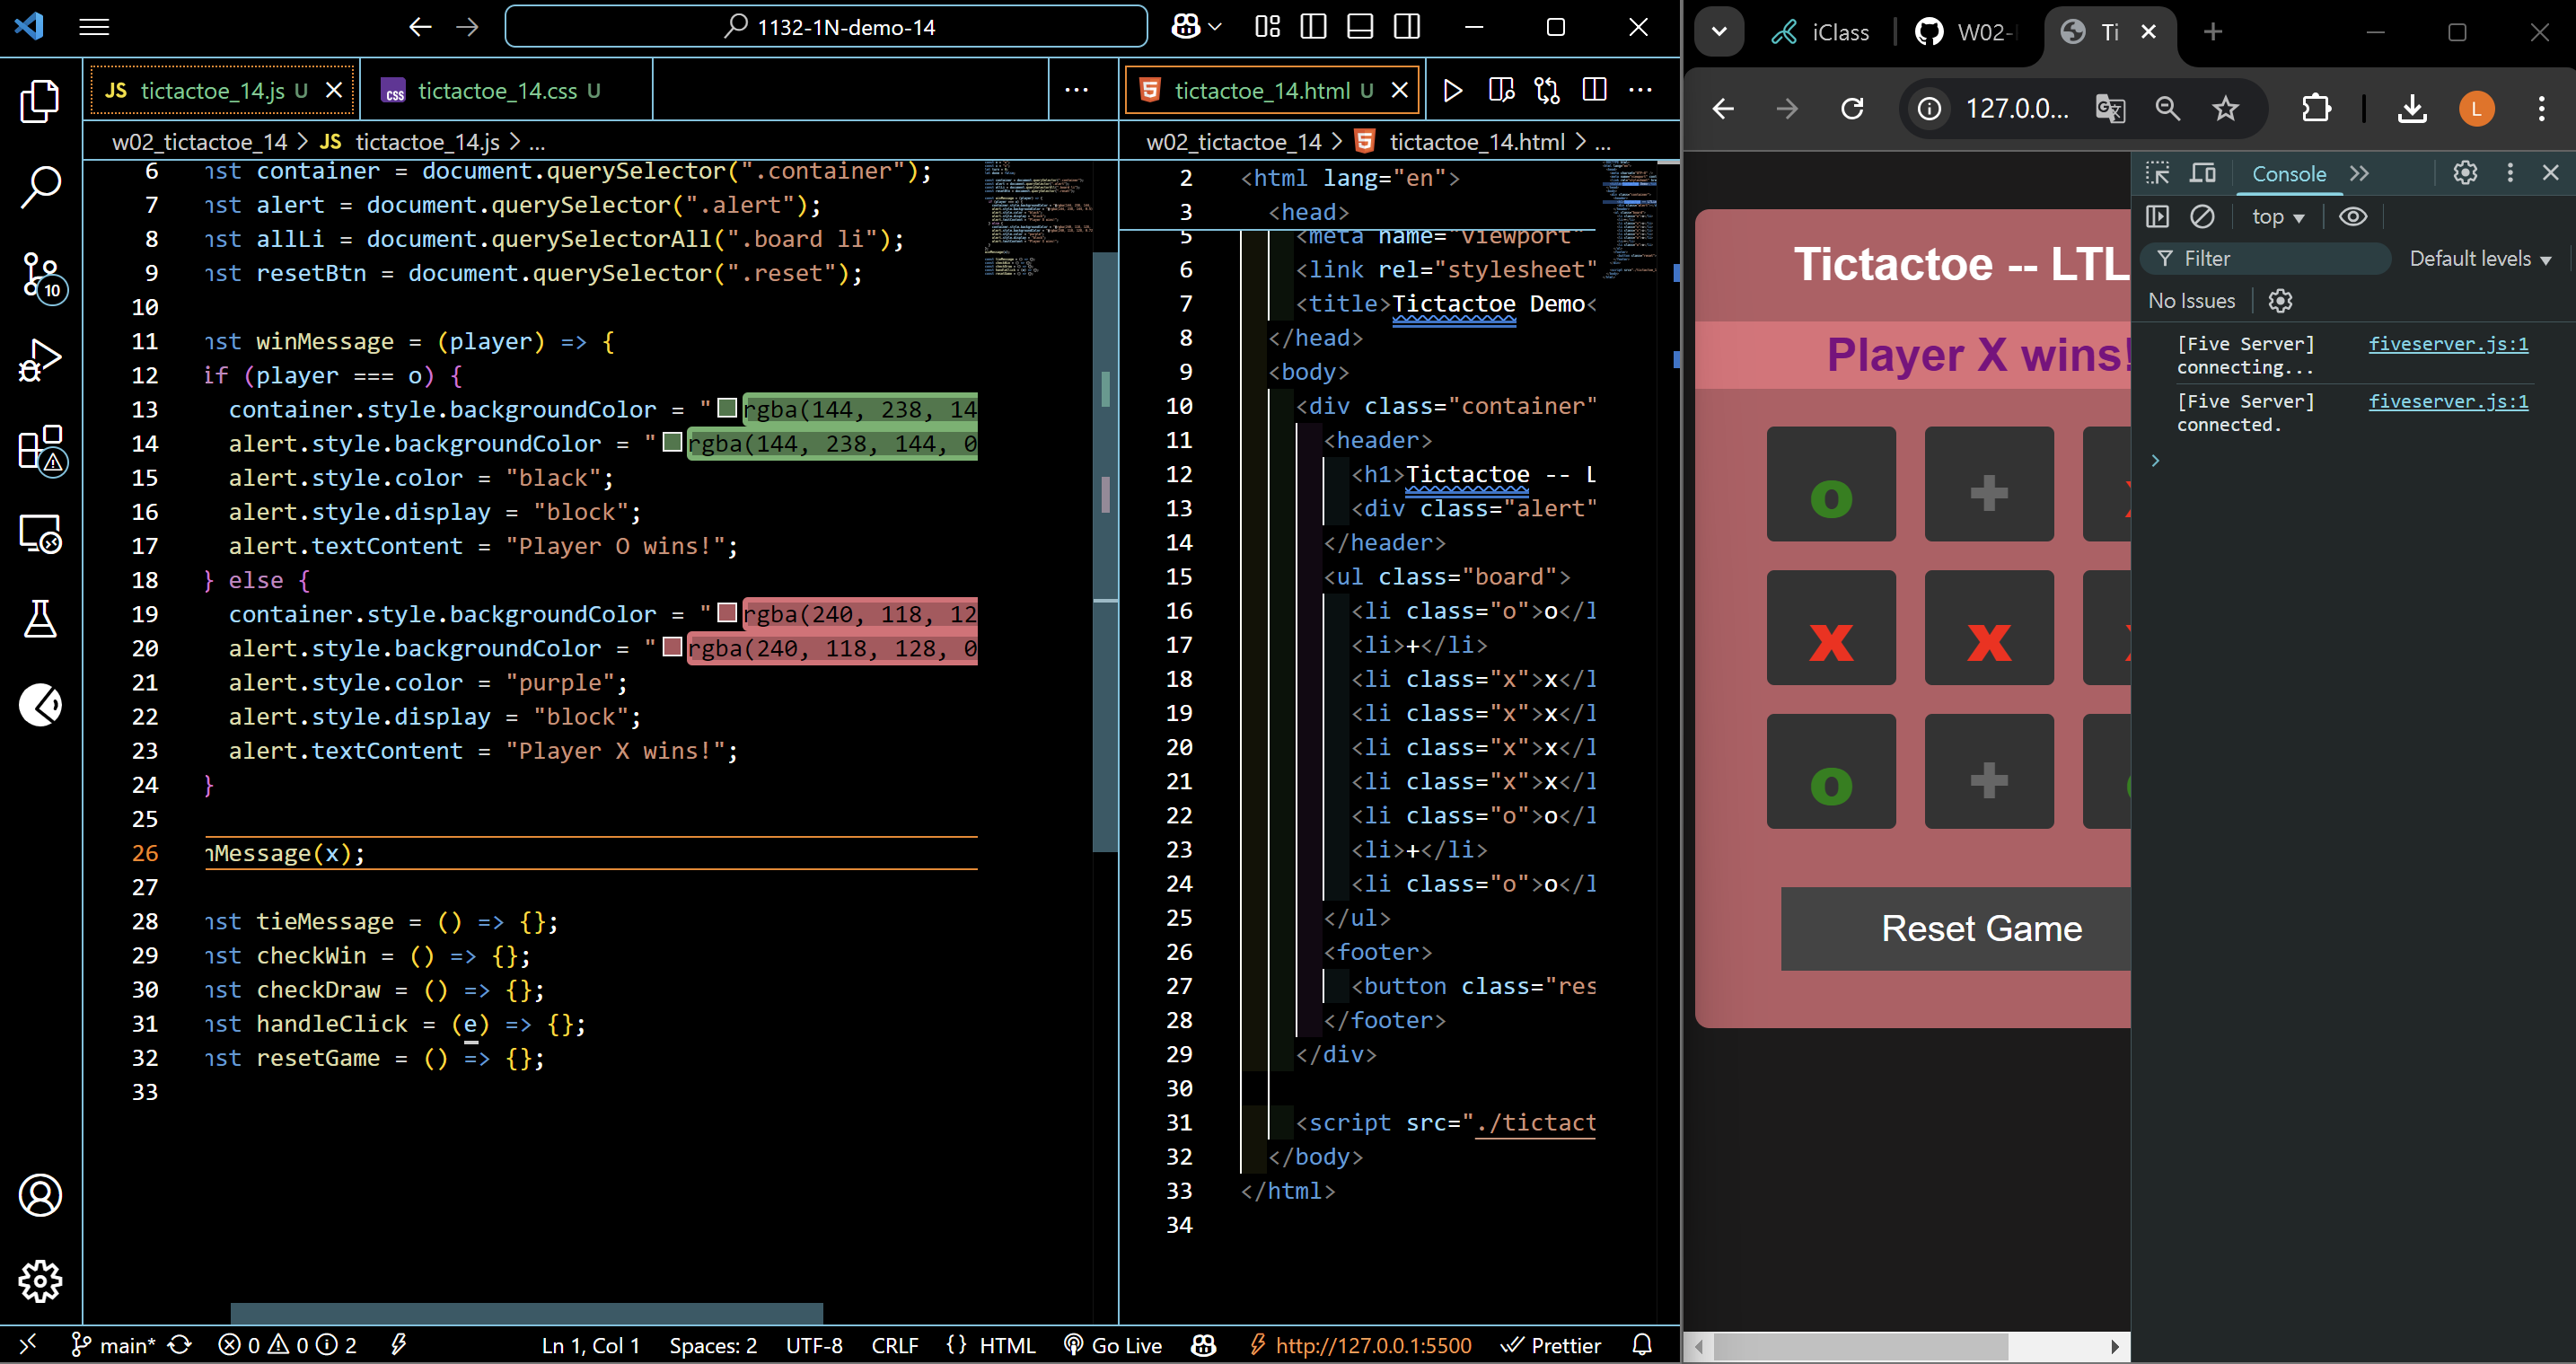 1132-1N-demo-14
JS tictactoe_14.js U
css tictactoe_14.css U
w02_tictactoe_14 > JS tictactoe_14.js > ...
6 nst container = document.querySelector(".container");
7 nst alert = document.querySelector(".alert");
8 nst allLi = document.querySelectorAll(".board li");
9 nst resetBtn = document.querySelector(".reset");
10
11 nst winMessage = (player) => {
12 if (player === o) {
13 container.style.backgroundColor = "rgba(144, 238, 14
14 alert.style.backgroundColor = "rgba(144, 238, 144, 0
15 alert.style.color = "black";
16 alert.style.display = "block";
17 alert.textContent = "Player O wins!";
18 } else {
19 container.style.backgroundColor = "rgba(240, 118, 12
20 alert.style.backgroundColor = "rgba(240, 118, 128, 0
21 alert.style.color = "purple";
22 alert.style.display = "block";
23 alert.textContent = "Player X wins!";
24 }
25
26 nMessage(x);
27
28 nst tieMessage = () => {};
29 nst checkWin = () => {};
30 nst checkDraw = () => {};
31 nst handleClick = (e) => {};
32 nst resetGame = () => {};
33
tictactoe_14.html U
w02_tictactoe_14 > tictactoe_14.html > ...
2 <html lang="en">
3 <head>
5 <meta name="viewport"
6 <link rel="stylesheet"
7 <title>Tictactoe Demo<
8 </head>
9 <body>
10 <div class="container"
11 <header>
12 <h1>Tictactoe -- L
13 <div class="alert"
14 </header>
15 <ul class="board">
16 <li class="o">o</l
17 <li>+</li>
18 <li class="x">x</l
19 <li class="x">x</l
20 <li class="x">x</l
21 <li class="x">x</l
22 <li class="o">o</l
23 <li>+</li>
24 <li class="o">o</l
25 </ul>
26 <footer>
27 <button class="res
28 </footer>
29 </div>
30
31 <script src="./tictact
32 </body>
33 </html>
34
10
main* 0 0 2 Ln 1, Col 1 Spaces: 2 UTF-8 CRLF {} HTML Go Live http://127.0.0.1:5500 Prettier
iClass W02- Ti
127.0.0... L
Tictactoe -- LTL
Player X wins!
o +
x x
o +
Reset Game
Console
top
Filter Default levels
No Issues
[Five Server] connecting... fiveserver.js:1
[Five Server] connected. fiveserver.js:1